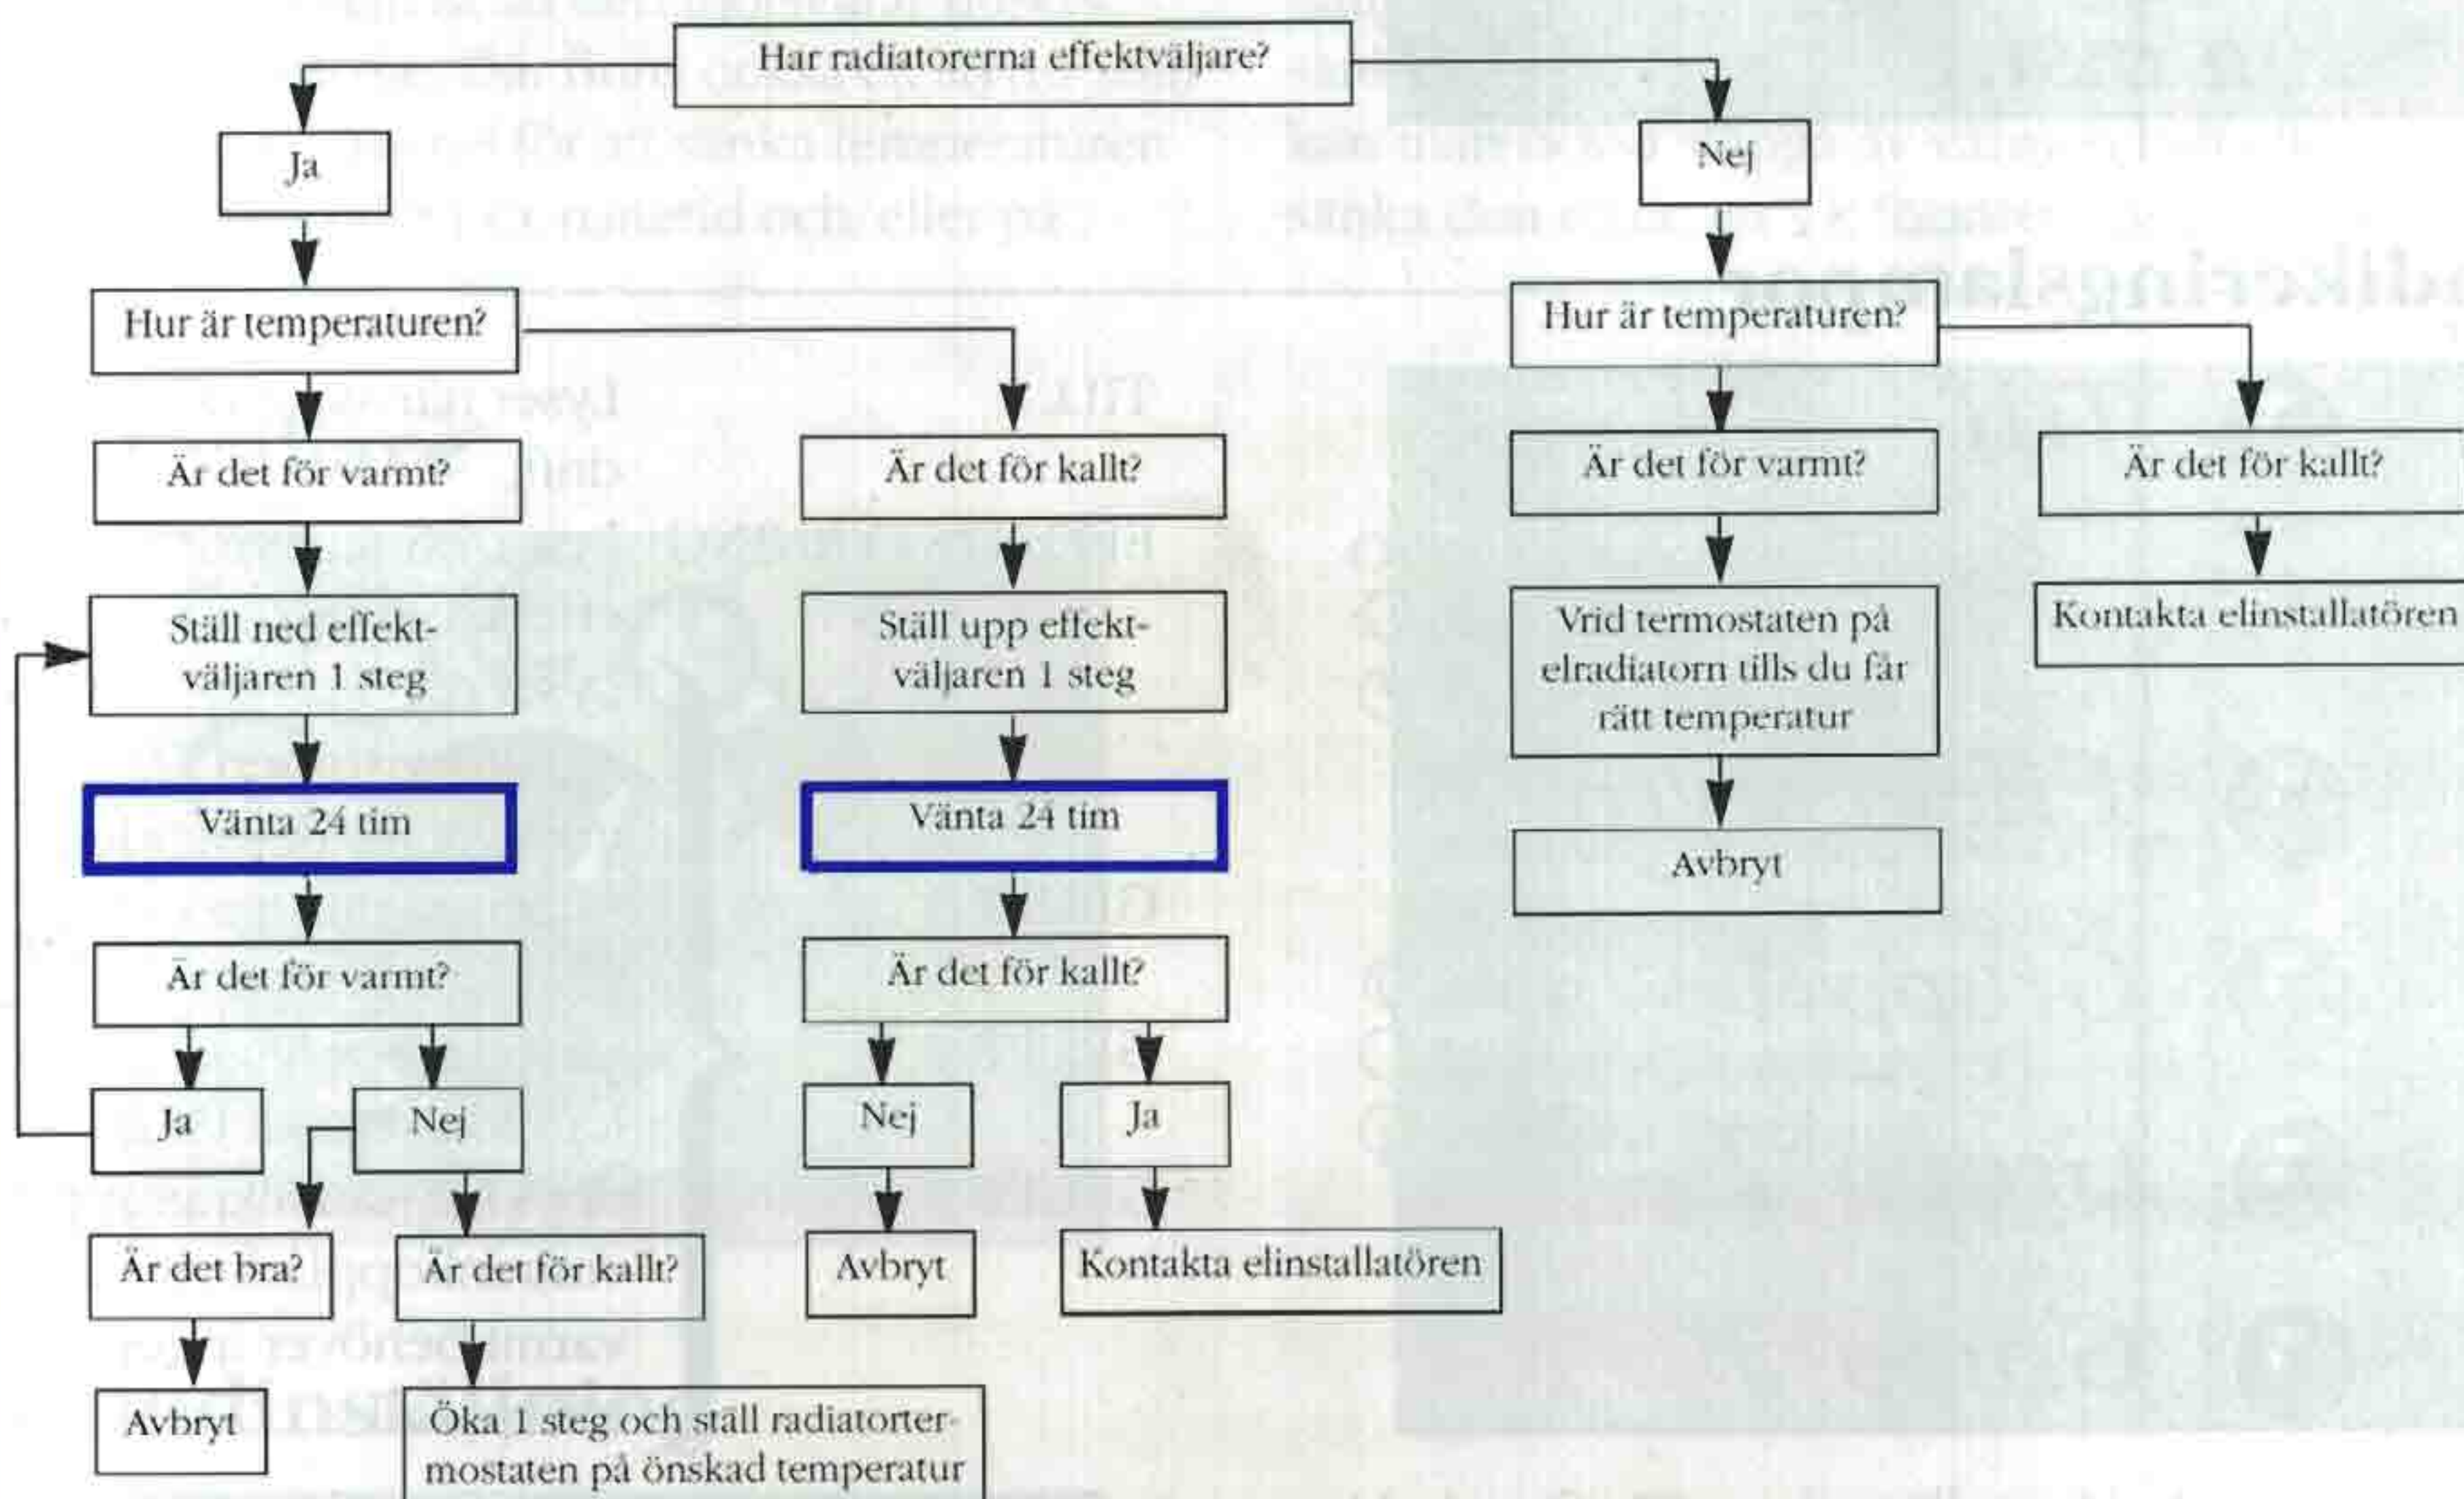 Har radiatorerna effektväljare?
Ja
Nej
Hur är temperaturen?
Hur är temperaturen?
Är det för varmt?
Är det för kallt?
Är det för varmt?
Är det för kallt?
Ställ ned effekt-
väljaren 1 steg
Ställ upp effekt-
väljaren 1 steg
Vrid termostaten på
elradiatorn tills du får
rätt temperatur
Kontakta elinstallatören
Vänta 24 tim
Vänta 24 tim
Avbryt
Är det för varmt?
Är det för kallt?
Ja
Nej
Nej
Ja
Är det bra?
Är det för kallt?
Avbryt
Kontakta elinstallatören
Avbryt
Öka 1 steg och ställ radiatorter-
mostaten på önskad temperatur